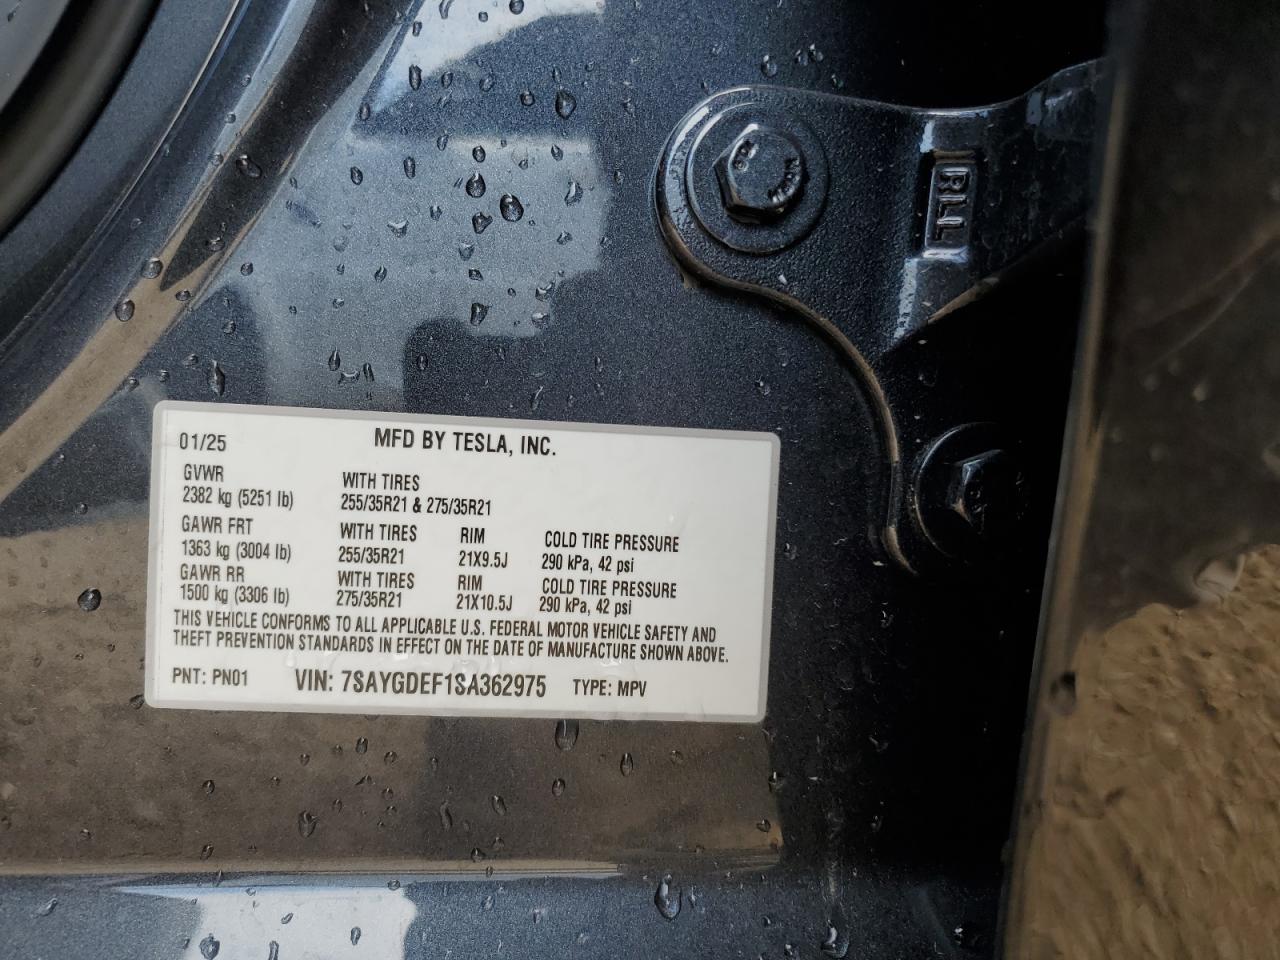 RLL
01/25 MFD BY TESLA, INC.
GVWR WITH TIRES
2382 kg (5251 lb) 255/35R21 & 275/35R21
GAWR FRT WITH TIRES RIM COLD TIRE PRESSURE
1363 kg (3004 lb) 255/35R21 21X9.5J 290 kPa, 42 psi
GAWR RR WITH TIRES RIM COLD TIRE PRESSURE
1500 kg (3306 lb) 275/35R21 21X10.5J 290 kPa, 42 psi
THIS VEHICLE CONFORMS TO ALL APPLICABLE U.S. FEDERAL MOTOR VEHICLE SAFETY AND
THEFT PREVENTION STANDARDS IN EFFECT ON THE DATE OF MANUFACTURE SHOWN ABOVE.
PNT: PN01 VIN: 7SAYGDEF1SA362975 TYPE: MPV